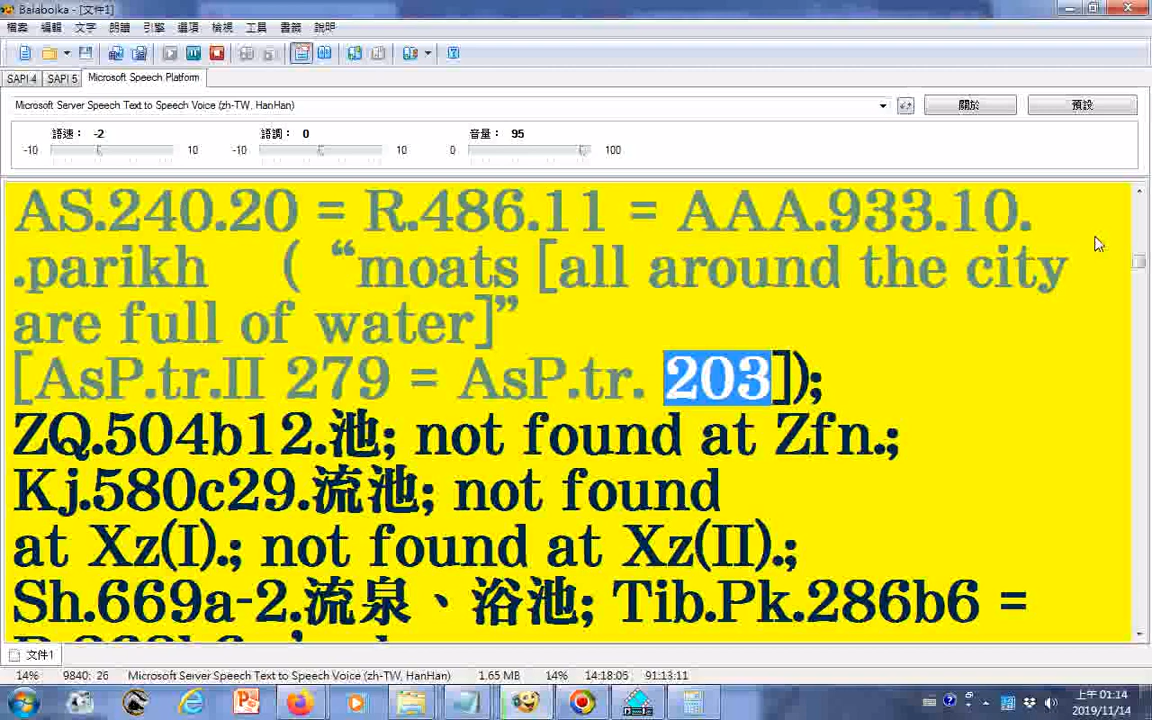 Balabolka - [文件1]
檔案 編輯 文字 朗讀 引擎 選項 檢視 工具 書籤 說明
SAPI 4 SAPI 5 Microsoft Speech Platform
Microsoft Server Speech Text to Speech Voice (zh-TW, HanHan) 關於 預設
語速： -2 語調： 0 音量： 95
-10 10 -10 10 0 100
AS.240.20 = R.486.11 = AAA.933.10.
.parikh ( “moats [all around the city
are full of water]”
[AsP.tr.II 279 = AsP.tr. 203]);
ZQ.504b12.池; not found at Zfn.;
Kj.580c29.流池; not found
at Xz(I).; not found at Xz(II).;
Sh.669a-2.流泉、浴池; Tib.Pk.286b6 =
文件1
14% 9840: 26 Microsoft Server Speech Text to Speech Voice (zh-TW, HanHan) 1.65 MB 14% 14:18:05 91:13:11
上午 01:14
2019/11/14